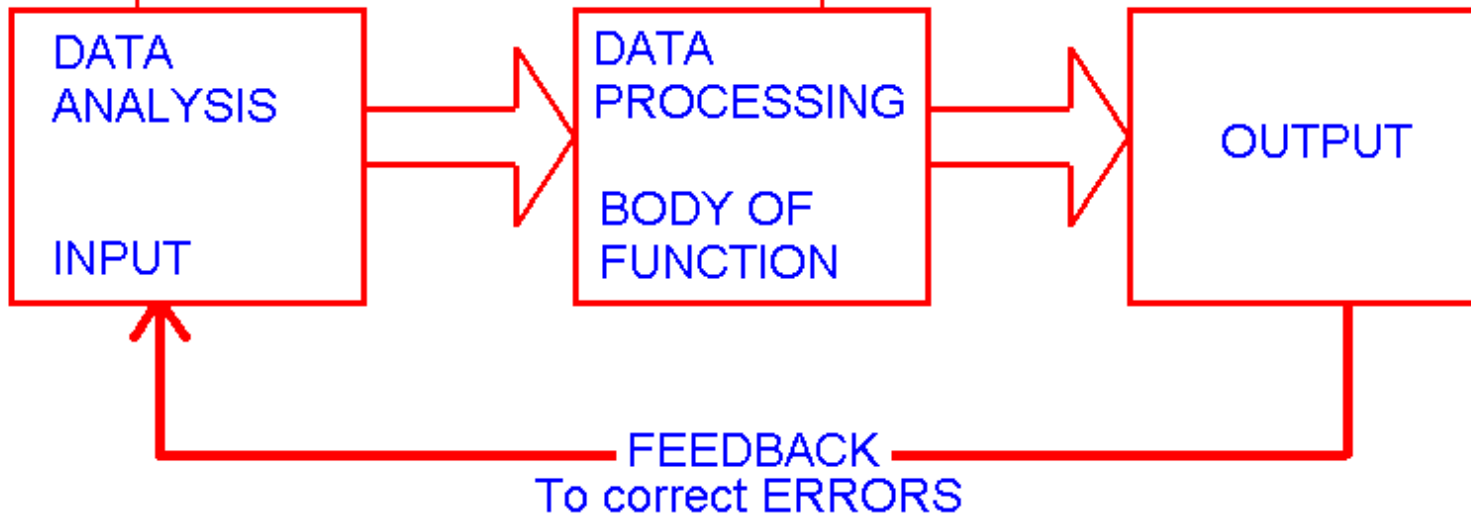 DATA
ANALYSIS
INPUT
DATA
PROCESSING
BODY OF
FUNCTION
OUTPUT
FEEDBACK
To correct ERRORS